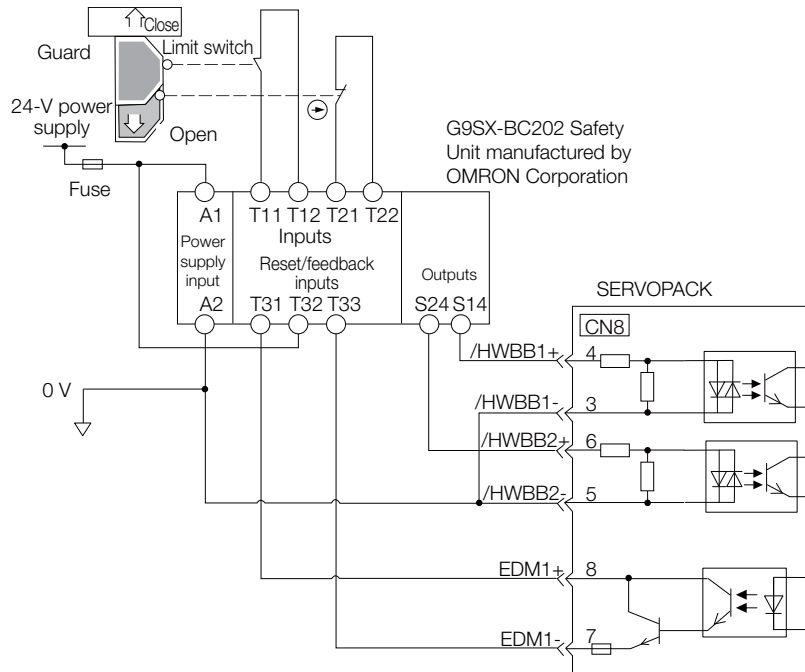 Close
Guard
Limit switch
24-V power
supply
Open
Fuse
G9SX-BC202 Safety
Unit manufactured by
OMRON Corporation
A1
T11
T12
T21
T22
Inputs
Power
supply
input
Reset/feedback
inputs
Outputs
A2
T31
T32
T33
S24
S14
SERVOPACK
CN8
/HWBB1+
4
0 V
/HWBB1-
3
/HWBB2+
6
/HWBB2-
5
EDM1+
8
EDM1-
7